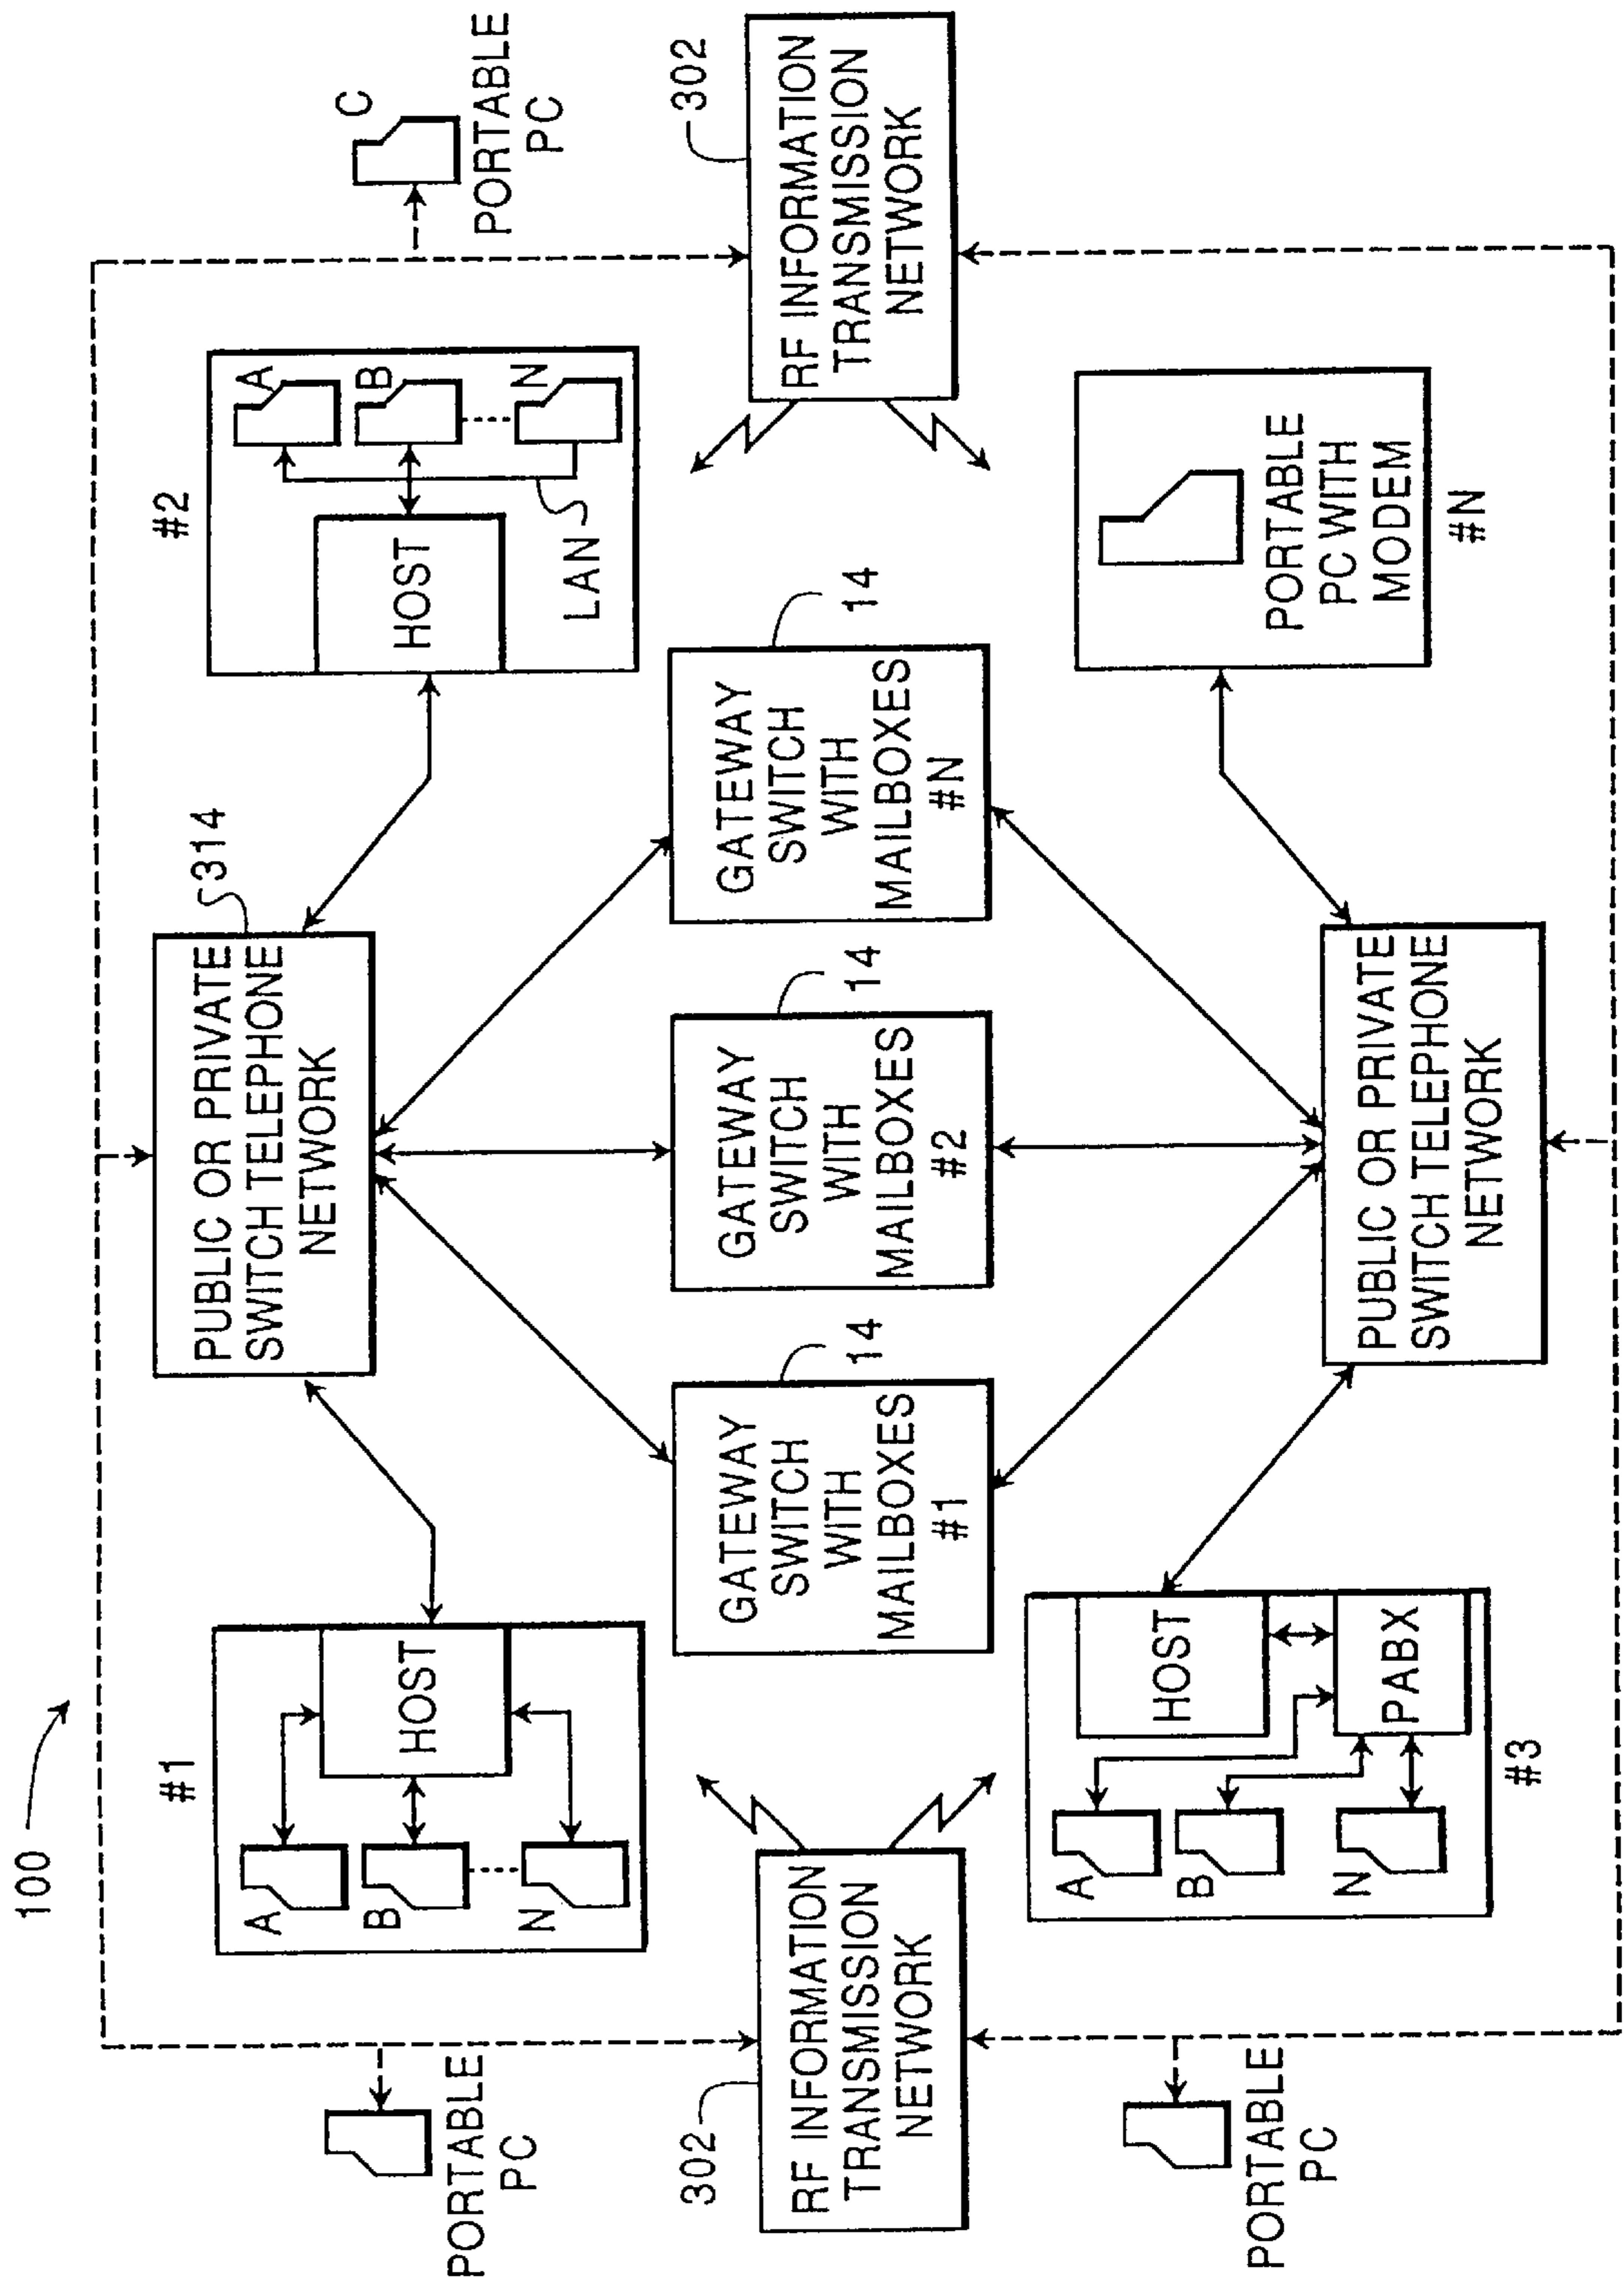 100
#1
A
B
N
HOST
PUBLIC OR PRIVATE
SWITCH TELEPHONE
NETWORK
314
#2
HOST
A
B
N
LAN
C
PORTABLE
PC
PORTABLE
PC
302
RF INFORMATION
TRANSMISSION
NETWORK
GATEWAY
SWITCH
WITH
MAILBOXES
#1
14
GATEWAY
SWITCH
WITH
MAILBOXES
#2
14
GATEWAY
SWITCH
WITH
MAILBOXES
#N
14
302
RF INFORMATION
TRANSMISSION
NETWORK
PORTABLE
PC
A
B
N
HOST
PABX
#3
PUBLIC OR PRIVATE
SWITCH TELEPHONE
NETWORK
PORTABLE
PC WITH
MODEM
#N